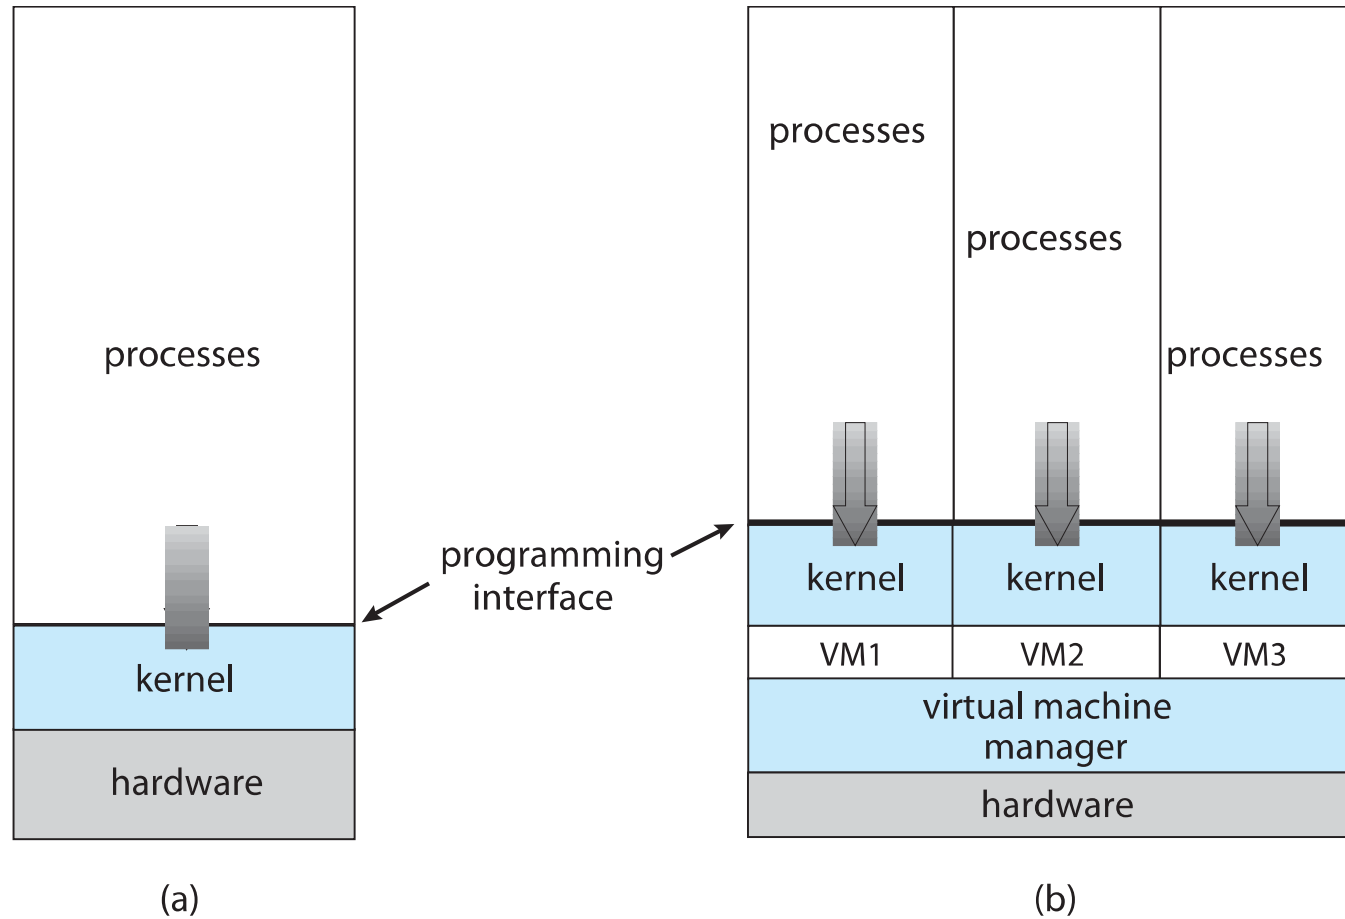 processes
kernel
hardware
(a)
programming
interface
processes
processes
processes
kernel
kernel
kernel
VM1
VM2
VM3
virtual machine
manager
hardware
(b)